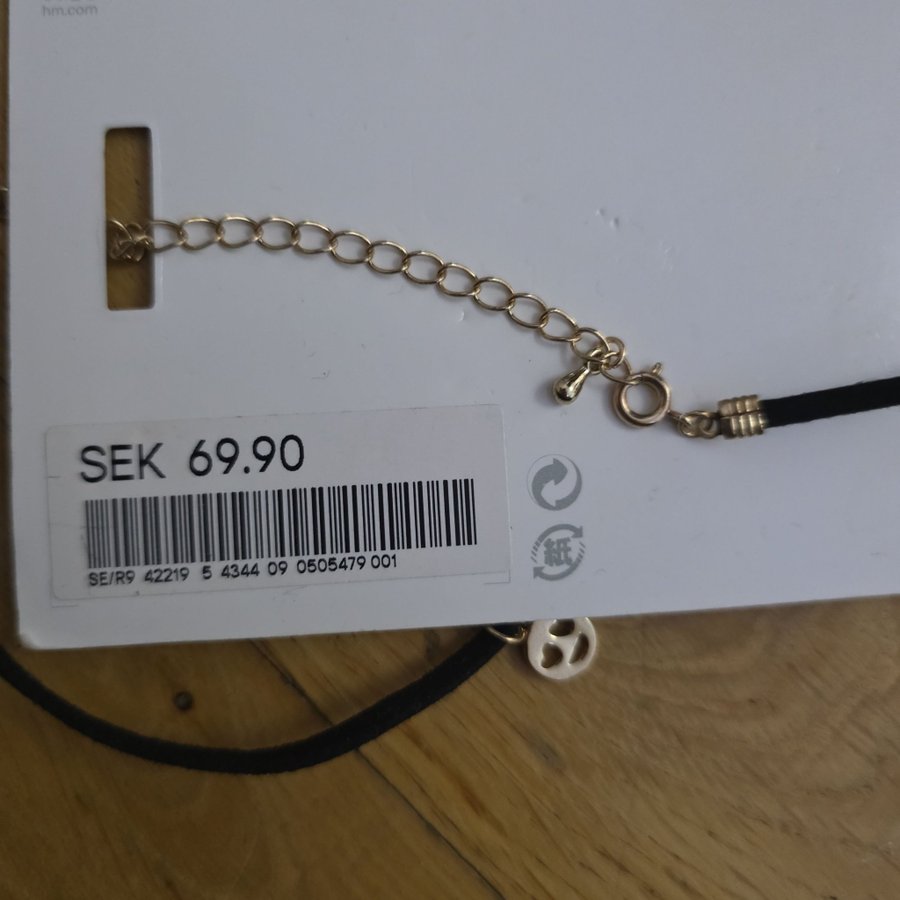 hm.com
SEK 69.90
SE/R9 42219 5 4344 09 0505479 001
紙